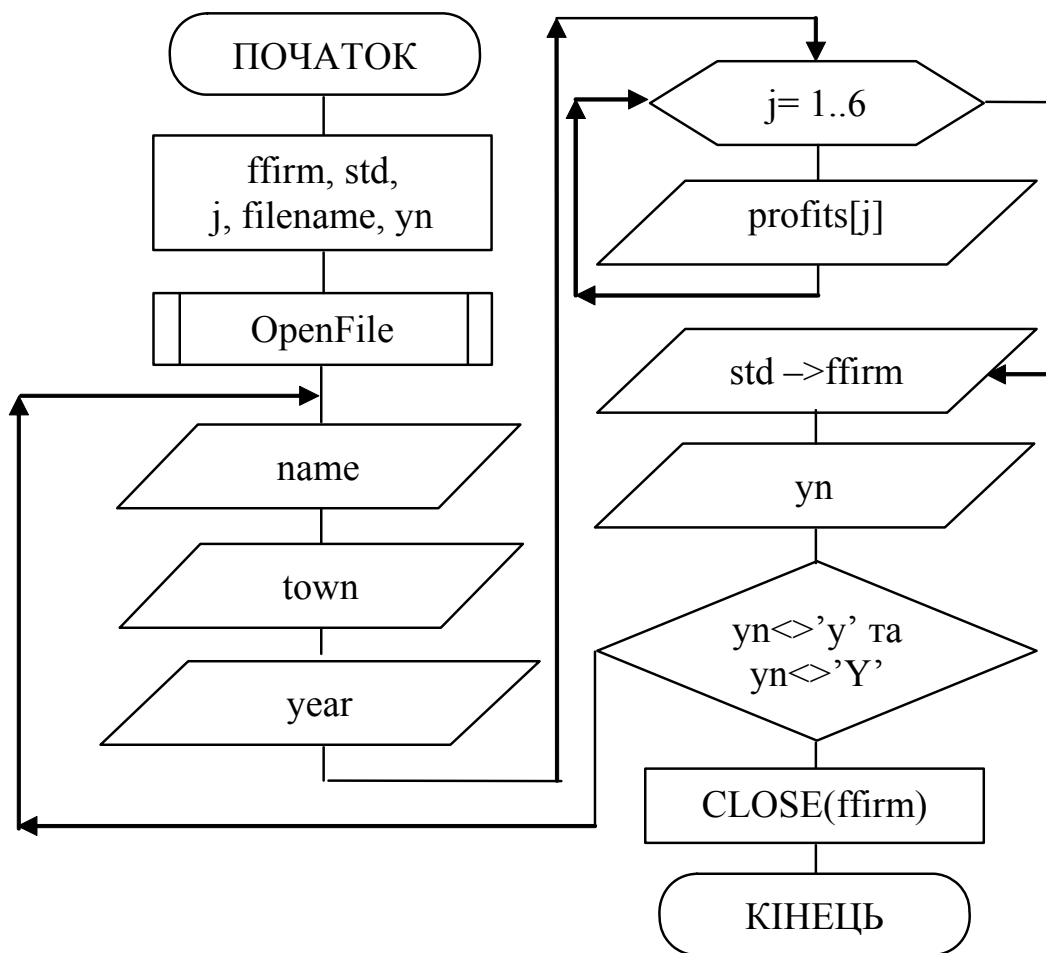 ПОЧАТОК
ffirm, std,
j, filename, yn
OpenFile
name
town
year
j= 1..6
profits[j]
std –>ffirm
yn
yn<>’y’ та
yn<>’Y’
CLOSE(ffirm)
КІНЕЦЬ